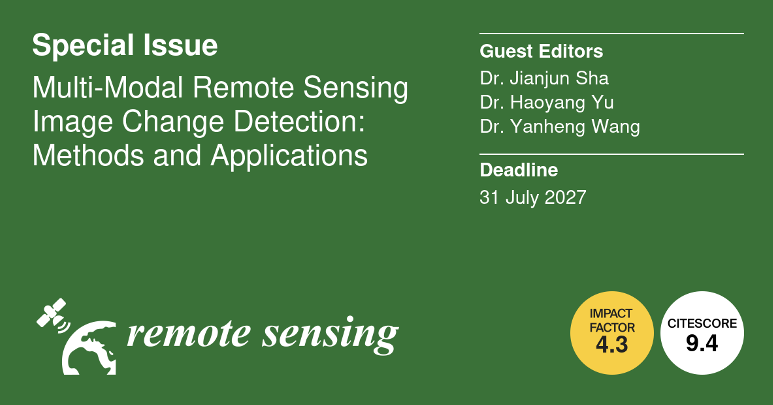 Special Issue
Multi-Modal Remote Sensing
Image Change Detection:
Methods and Applications
Guest Editors
Dr. Jianjun Sha
Dr. Haoyang Yu
Dr. Yanheng Wang
Deadline
31 July 2027
remote sensing
IMPACT
FACTOR
4.3
CITESCORE
9.4